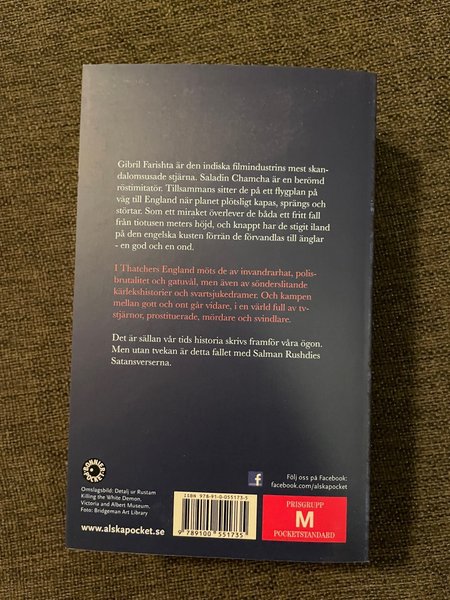 Gibril Farishta är den indiska filmindustrins mest skan-
dalomsusade stjärna. Saladin Chamcha är en berömd
röstimitatör. Tillsammans sitter de på ett flygplan på
väg till England när planet plötsligt kapas, sprängs och
störtar. Som ett miraket överlever de båda ett fritt fall
från tiotusen meters höjd, och knappt har de stigit iland
på den engelska kusten förrän de förvandlas till änglar
- en god och en ond.
I Thatchers England möts de av invandrarhat, polis-
brutalitet och gatuvål, men även av sönderslitande
kärlekshistorier och svartsjukedramer. Och kampen
mellan gott och ont går vidare, i en värld full av tv-
stjärnor, prostituerade, mördare och svindlare.
Det är sällan vår tids historia skrivs framför våra ögon.
Men utan tvekan är detta fallet med Salman Rushdies
Satansverserna.
BONNIER
POCKET
Omslagsbild: Detalj ur Rustam
Killing the White Demon,
Victoria and Albert Museum.
Foto: Bridgeman Art Library
www.alskapocket.se
f
Följ oss på Facebook:
facebook.com/alskapocket
ISBN 978-91-0-055173-5
9 789100 551735
PRISGRUPP
M
POCKETSTANDARD